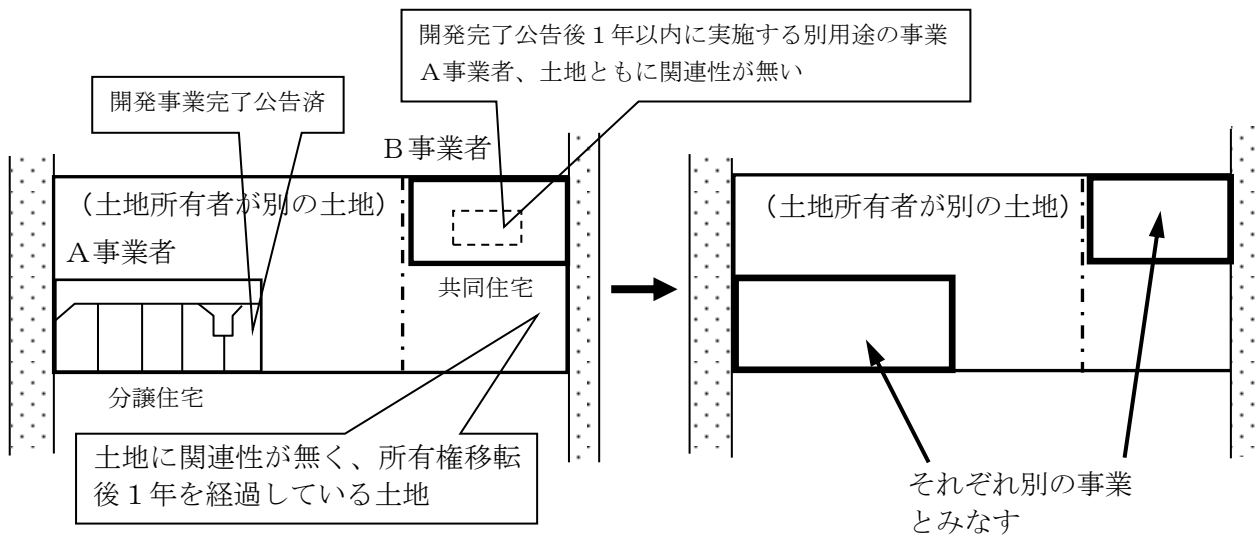 開発完了公告後１年以内に実施する別用途の事業
Ａ事業者、土地ともに関連性が無い
開発事業完了公告済
Ｂ事業者
（土地所有者が別の土地）
Ａ事業者
共同住宅
分譲住宅
土地に関連性が無く、所有権移転
後１年を経過している土地
（土地所有者が別の土地）
それぞれ別の事業
とみなす